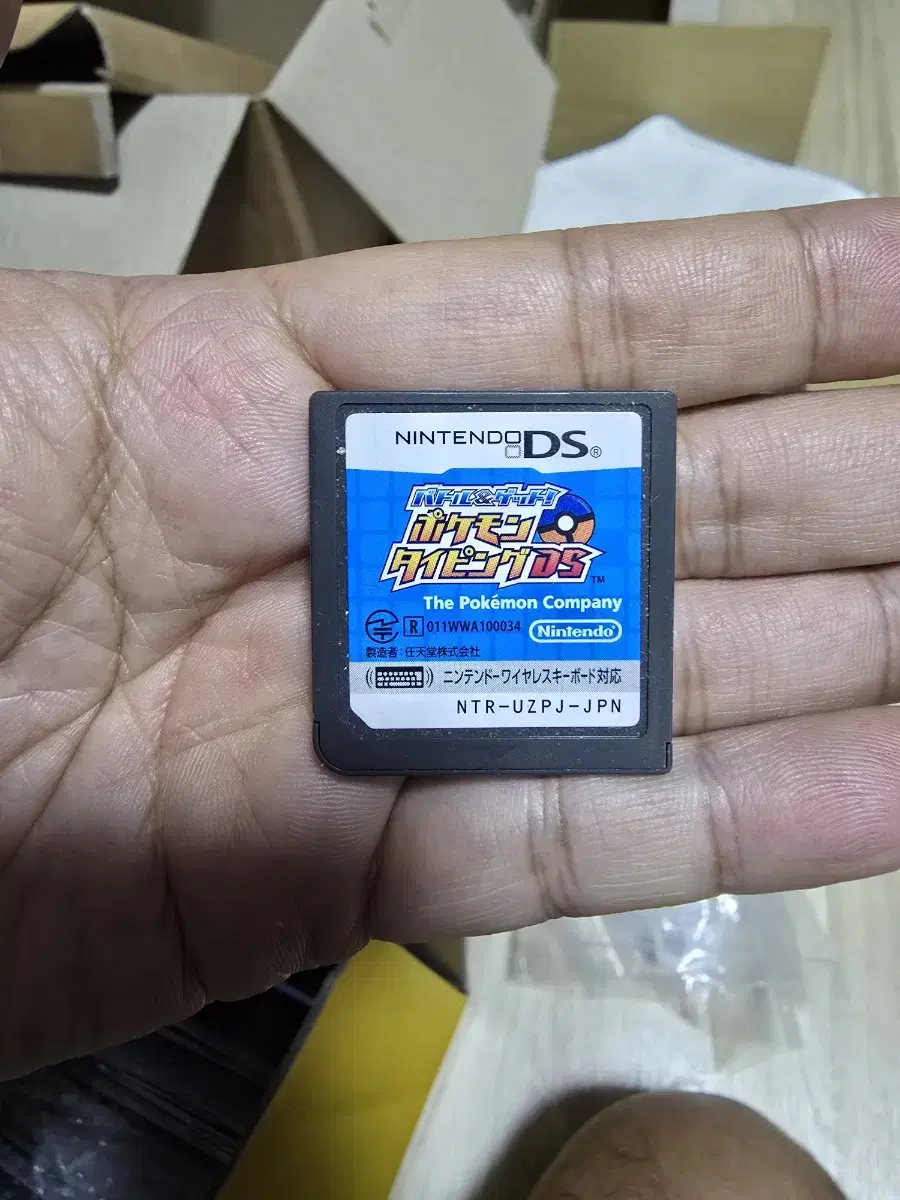 NINTENDO DS®
バトル&ゲット!
ポケモン
タイピングDS™
The Pokémon Company
R 011WWA100034
Nintendo®
製造者:任天堂株式会社
ニンテンドーワイヤレスキーボード対応
NTR-UZPJ-JPN